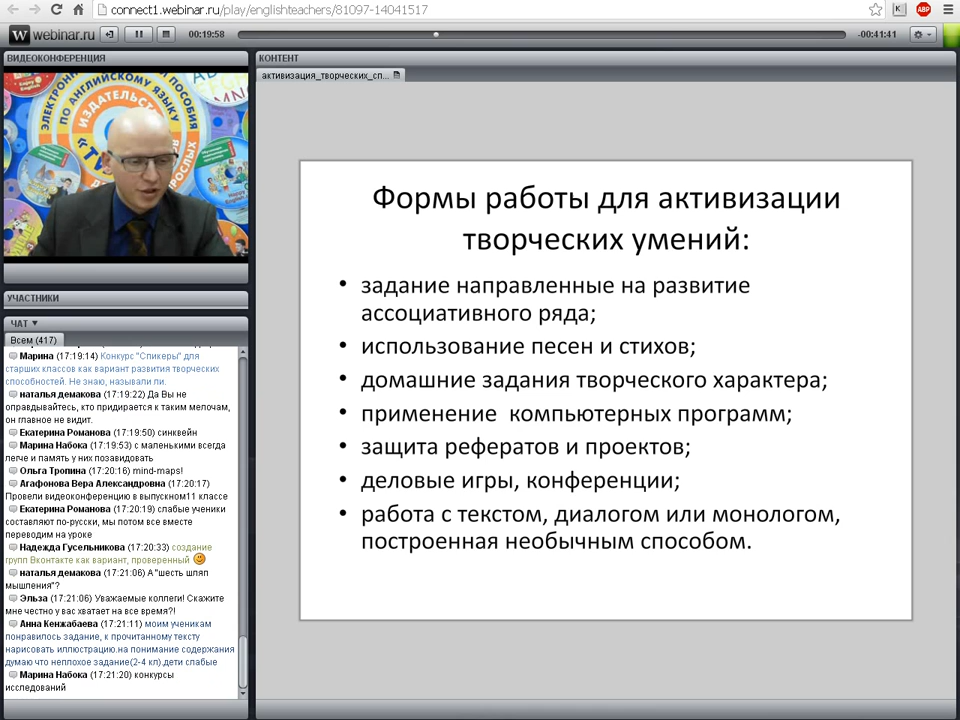 connect1.webinar.ru/play/englishteachers/81097-14041517
ABP
W webinar.ru
00:19:58
-00:41:41
ВИДЕОКОНФЕРЕНЦИЯ
КОНТЕНТ
активизация_творческих_сп...
ЭЛЕКТРОННЫЕ
ПОСОБИЯ
ПО АНГЛИЙСКОМУ ЯЗЫКУ
ИЗДАТЕЛЬСТ
Формы работы для активизации
творческих умений:
• задание направленные на развитие
ассоциативного ряда;
• использование песен и стихов;
• домашние задания творческого характера;
• применение компьютерных программ;
• защита рефератов и проектов;
• деловые игры, конференции;
• работа с текстом, диалогом или монологом,
построенная необычным способом.
УЧАСТНИКИ
ЧАТ
Всем (417)
Марина (17:19:14) Конкурс "Спикеры" для
старших классов как вариант развития творческих
способностей. Не знаю, называли ли.
наталья демакова (17:19:22) Да Вы не
оправдывайтесь, кто придирается к таким мелочам,
он главное не видит.
Екатерина Романова (17:19:50) синквейн
Марина Набока (17:19:53) с маленькими всегда
легче и память у них позавидовать
Ольга Тропина (17:20:16) mind-maps!
Агафонова Вера Александровна (17:20:17)
Провели видеоконференцию в выпускном11 классе
Екатерина Романова (17:20:19) слабые ученики
составляют по-русски, мы потом все вместе
переводим на уроке
Надежда Гусельникова (17:20:33) создание
групп Вконтакте как вариант, проверенный
наталья демакова (17:21:06) А "шесть шляп
мышления"?
Эльза (17:21:06) Уважаемые коллеги! Скажите
мне честно у вас хватает на все время?!
Анна Кенжабаева (17:21:11) моим ученикам
понравилось задание, к прочитанному тексту
нарисовать иллюстрацию.на понимание содержания
думаю что неплохое задание(2-4 кл).дети слабые
Марина Набока (17:21:20) конкурсы
исследований